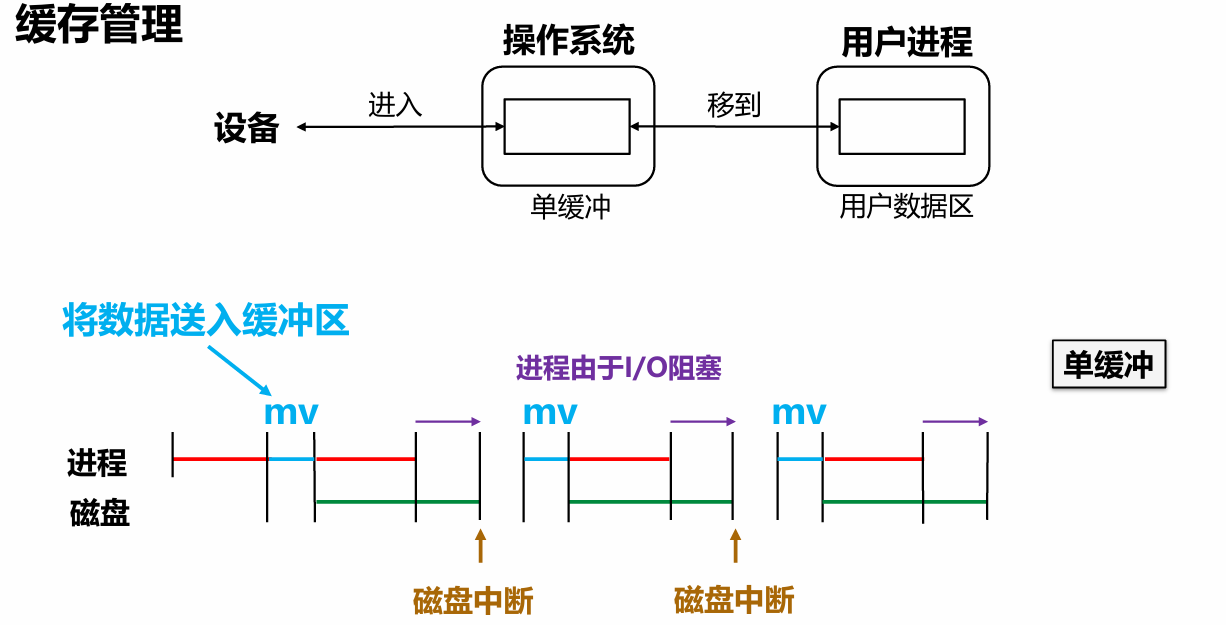 缓存管理
操作系统
用户进程
设备
进入
移到
单缓冲
用户数据区
将数据送入缓冲区
进程由于I/O阻塞
单缓冲
mv
mv
mv
进程
磁盘
磁盘中断
磁盘中断